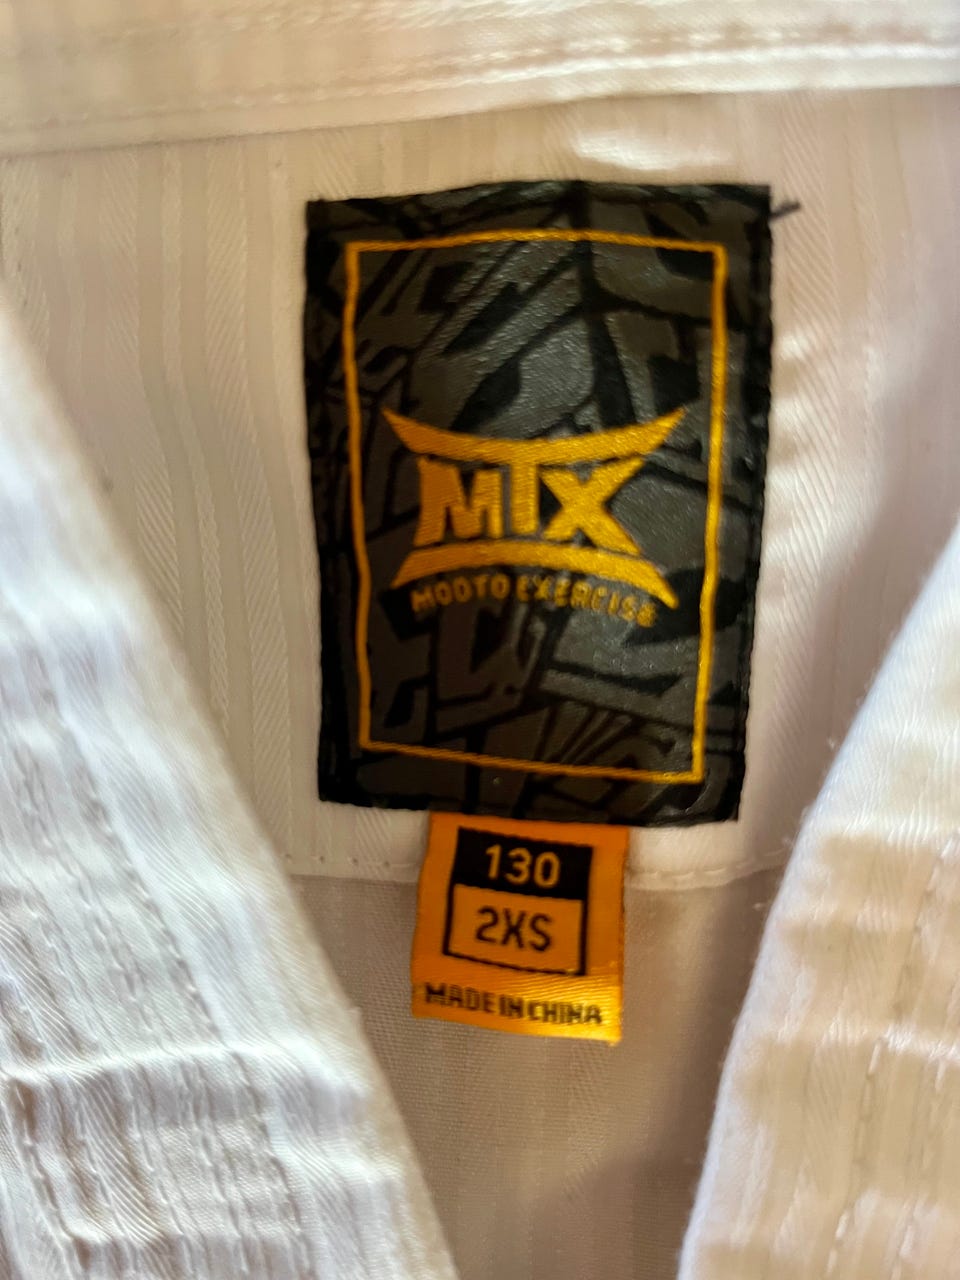 MTX
MOOTO EXERCISE
130
2XS
MADE IN CHINA